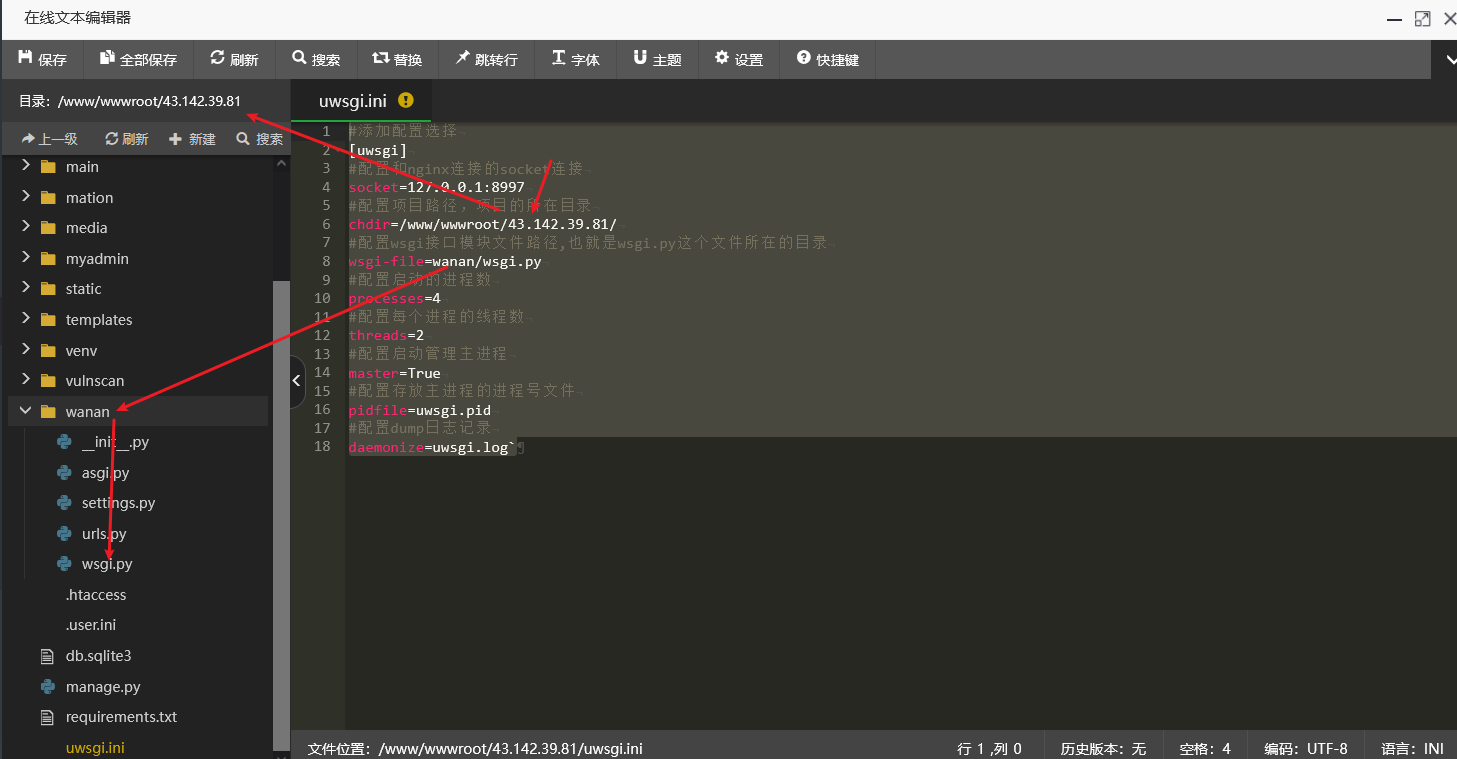 在线文本编辑器
保存 全部保存 刷新 搜索 替换 跳转行 字体 主题 设置 快捷键
目录: /www/wwwroot/43.142.39.81
上一级 刷新 新建 搜索
main
mation
media
myadmin
static
templates
venv
vulnscan
wanan
__init__.py
asgi.py
settings.py
urls.py
wsgi.py
.htaccess
.user.ini
db.sqlite3
manage.py
requirements.txt
uwsgi.ini
uwsgi.ini
1 #添加配置选择
2 [uwsgi]
3 #配置和nginx连接的socket连接
4 socket=127.0.0.1:8997
5 #配置项目路径，项目的所在目录
6 chdir=/www/wwwroot/43.142.39.81/
7 #配置wsgi接口模块文件路径,也就是wsgi.py这个文件所在的目录
8 wsgi-file=wanan/wsgi.py
9 #配置启动的进程数
10 processes=4
11 #配置每个进程的线程数
12 threads=2
13 #配置启动管理主进程
14 master=True
15 #配置存放主进程的进程号文件
16 pidfile=uwsgi.pid
17 #配置dump日志记录
18 daemonize=uwsgi.log`
文件位置: /www/wwwroot/43.142.39.81/uwsgi.ini 行 1 ,列 0 历史版本: 无 空格: 4 编码: UTF-8 语言: INI